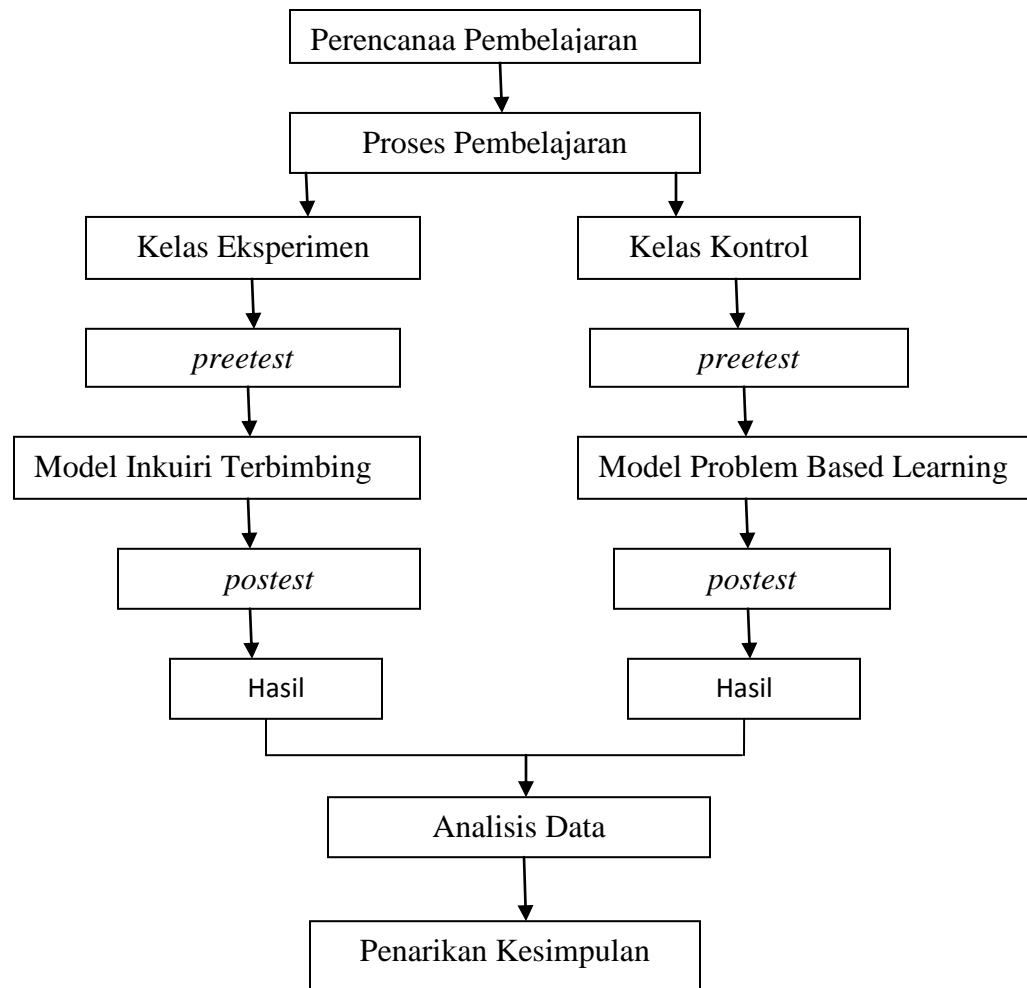 Perencanaa Pembelajaran
Proses Pembelajaran
Kelas Eksperimen
Kelas Kontrol
preetest
preetest
Model Inkuiri Terbimbing
Model Problem Based Learning
postest
postest
Hasil
Hasil
Analisis Data
Penarikan Kesimpulan